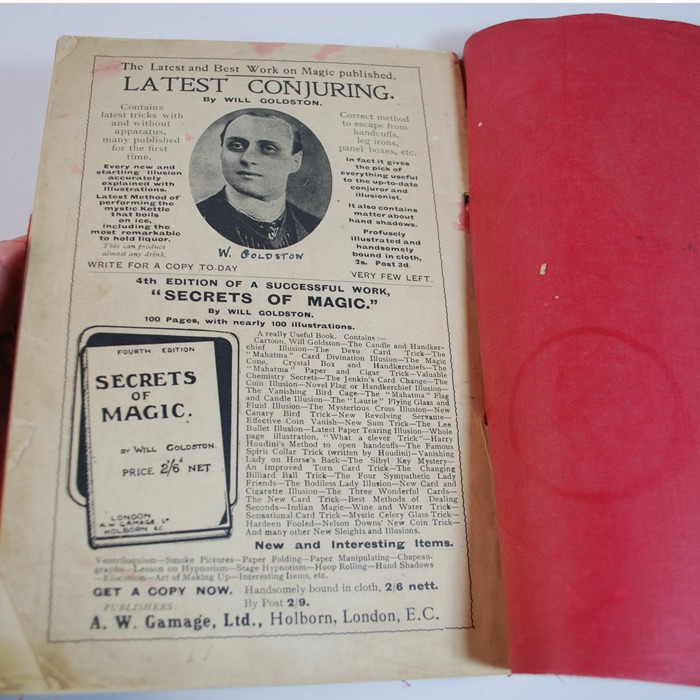 The Latest and Best Work on Magic published.
LATEST CONJURING.
By WILL GOLDSTON.
Contains
latest tricks with
and without
apparatus,
many published
for the first
time.
Every new and
startling Illusion
accurately
explained with
illustrations.
Latest Method of
performing the
mystic Kettle
that boils
on ice,
including the
most remarkable
to hold liquor.
This can produce
almost any drink.
Correct method
to escape from
handcuffs,
leg irons,
panel boxes, etc.
In fact it gives
the pick of
everything useful
to the up-to-date
conjuror and
illusionist.
It also contains
matter about
hand shadows.
Profusely
illustrated and
handsomely
bound in cloth,
2s. Post 3d.
W. GOLDSTON
WRITE FOR A COPY TO-DAY
VERY FEW LEFT.
4th EDITION OF A SUCCESSFUL WORK,
"SECRETS OF MAGIC."
By WILL GOLDSTON.
100 Pages, with nearly 100 illustrations.
FOURTH EDITION
SECRETS
OF
MAGIC.
BY WILL GOLDSTON.
PRICE 2/6d NET
LONDON
A.W. GAMAGE Lt
HOLBORN E.C.
A really Useful Book. Contains:—
Cartoon, Will Goldston—The Candle and Handker-
chief Illusion—The Devo Card Trick—The
"Mahatma" Card Divination Illusion—The Magic
Cone, Crystal Box and Handkerchiefs—The
"Mahatma" Paper and Cigar Trick—Valuable
Chemistry Secrets—The Jenkin's Card Change—The
Coin Illusion—Novel Flag or Handkerchief Illusion—
The Vanishing Bird Cage—The "Mahatma" Flag
and Candle Illusion—The "Laurie" Flying Glass and
Fluid Illusion—The Mysterious Cross Illusion—New
Canary Bird Trick—New Revolving Servante—
Effective Coin Vanish—New Sum Trick—The Lee
Bullet Illusion—Latest Paper Tearing Illusion—Whole
page illustration, "What a clever Trick"—Harry
Houdini's Method to open handcuffs—The Famous
Spirit Collar Trick (written by Houdini)—Vanishing
Lady on Horse's Back—The Sibyl Key Mystery—
An improved Torn Card Trick—The Changing
Billiard Ball Trick—The Four Sympathetic Lady
Friends—The Bodiless Lady Illusion—New Card and
Cigarette Illusion—The Three Wonderful Cards—
The New Card Trick—Best Methods of Dealing
Seconds—Indian Magic—Wine and Water Trick—
Sensational Card Trick—Mystic Celery Glass Trick—
Hardeen Fooled—Nelson Downs' New Coin Trick—
And many other New Sleights and Illusions.
New and Interesting Items.
Ventriloquism—Smoke Pictures—Paper Folding—Paper Manipulating—Chapeau-
graphy—Lesson on Hypnotism—Stage Hypnotism—Hoop Rolling—Hand Shadows
—Elocution—Art of Making Up—Interesting Items, etc.
GET A COPY NOW. Handsomely bound in cloth, 2/6 nett.
PUBLISHERS: By Post 2/9.
A. W. Gamage, Ltd., Holborn, London, E.C.